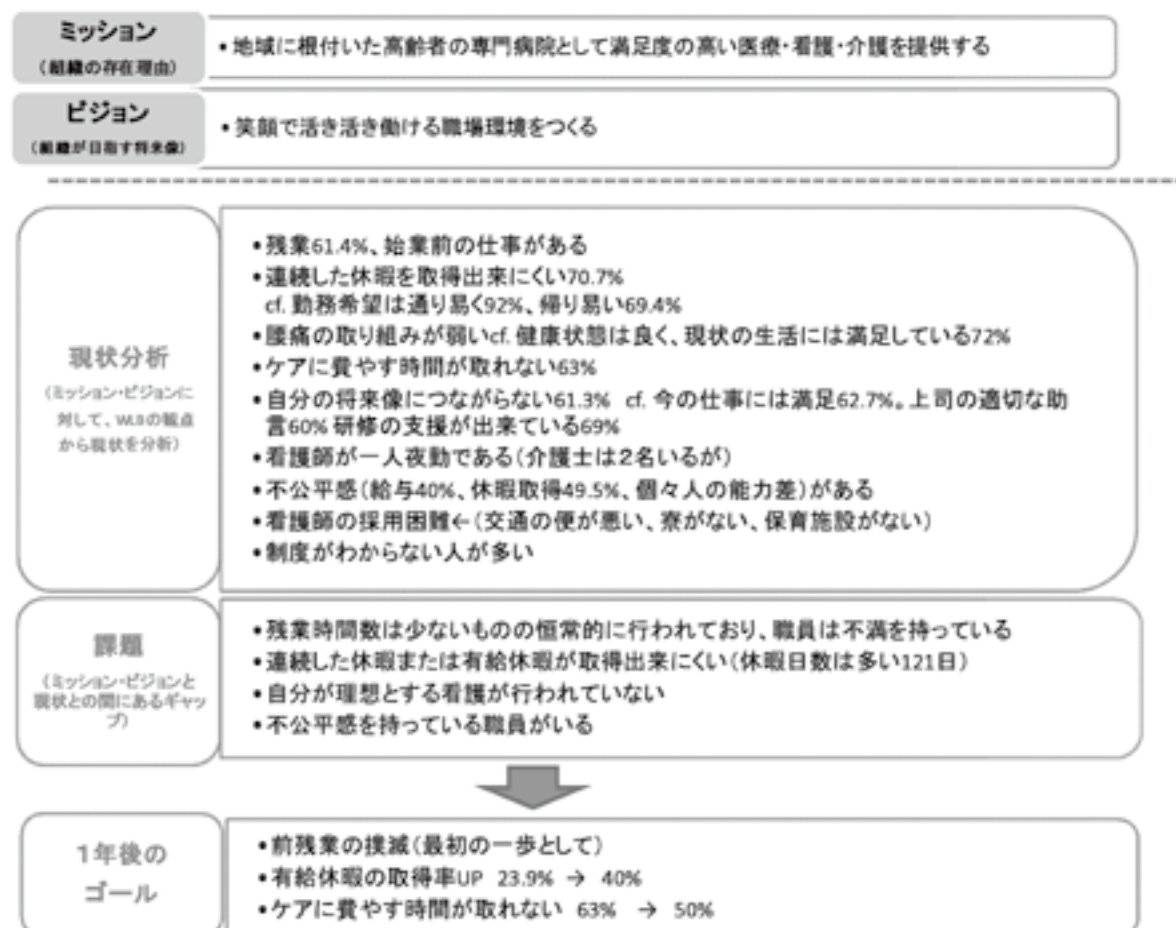 ミッション
（組織の存在理由）
•地域に根付いた高齢者の専門病院として満足度の高い医療・看護・介護を提供する
ビジョン
（組織が目指す将来像）
•笑顔で活き活き働ける職場環境をつくる
現状分析
（ミッション・ビジョンに
対して、WLBの観点
から現状を分析）
•残業61.4%、始業前の仕事がある
•連続した休暇を取得出来にくい70.7%
cf. 勤務希望は通り易く92%、帰り易い69.4%
•腰痛の取り組みが弱いcf. 健康状態は良く、現状の生活には満足している72%
•ケアに費やす時間が取れない63%
•自分の将来像につながらない61.3% cf. 今の仕事には満足62.7%。上司の適切な助
言60% 研修の支援が出来ている69%
•看護師が一人夜勤である（介護士は２名いるが）
•不公平感（給与40%、休暇取得49.5%、個々人の能力差）がある
•看護師の採用困難←（交通の便が悪い、寮がない、保育施設がない）
•制度がわからない人が多い
課題
（ミッション・ビジョンと
現状との間にあるギャッ
プ）
•残業時間数は少ないものの恒常的に行われており、職員は不満を持っている
•連続した休暇または有給休暇が取得出来にくい（休暇日数は多い121日）
•自分が理想とする看護が行われていない
•不公平感を持っている職員がいる
1年後の
ゴール
•前残業の撲滅（最初の一歩として）
•有給休暇の取得率UP 23.9% → 40%
•ケアに費やす時間が取れない 63% → 50%